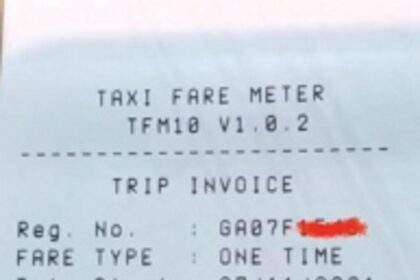 TAXI FARE METER
TFM10 V1.0.2
--------------------------
TRIP INVOICE
Reg. No. : GA07F
FARE TYPE : ONE TIME